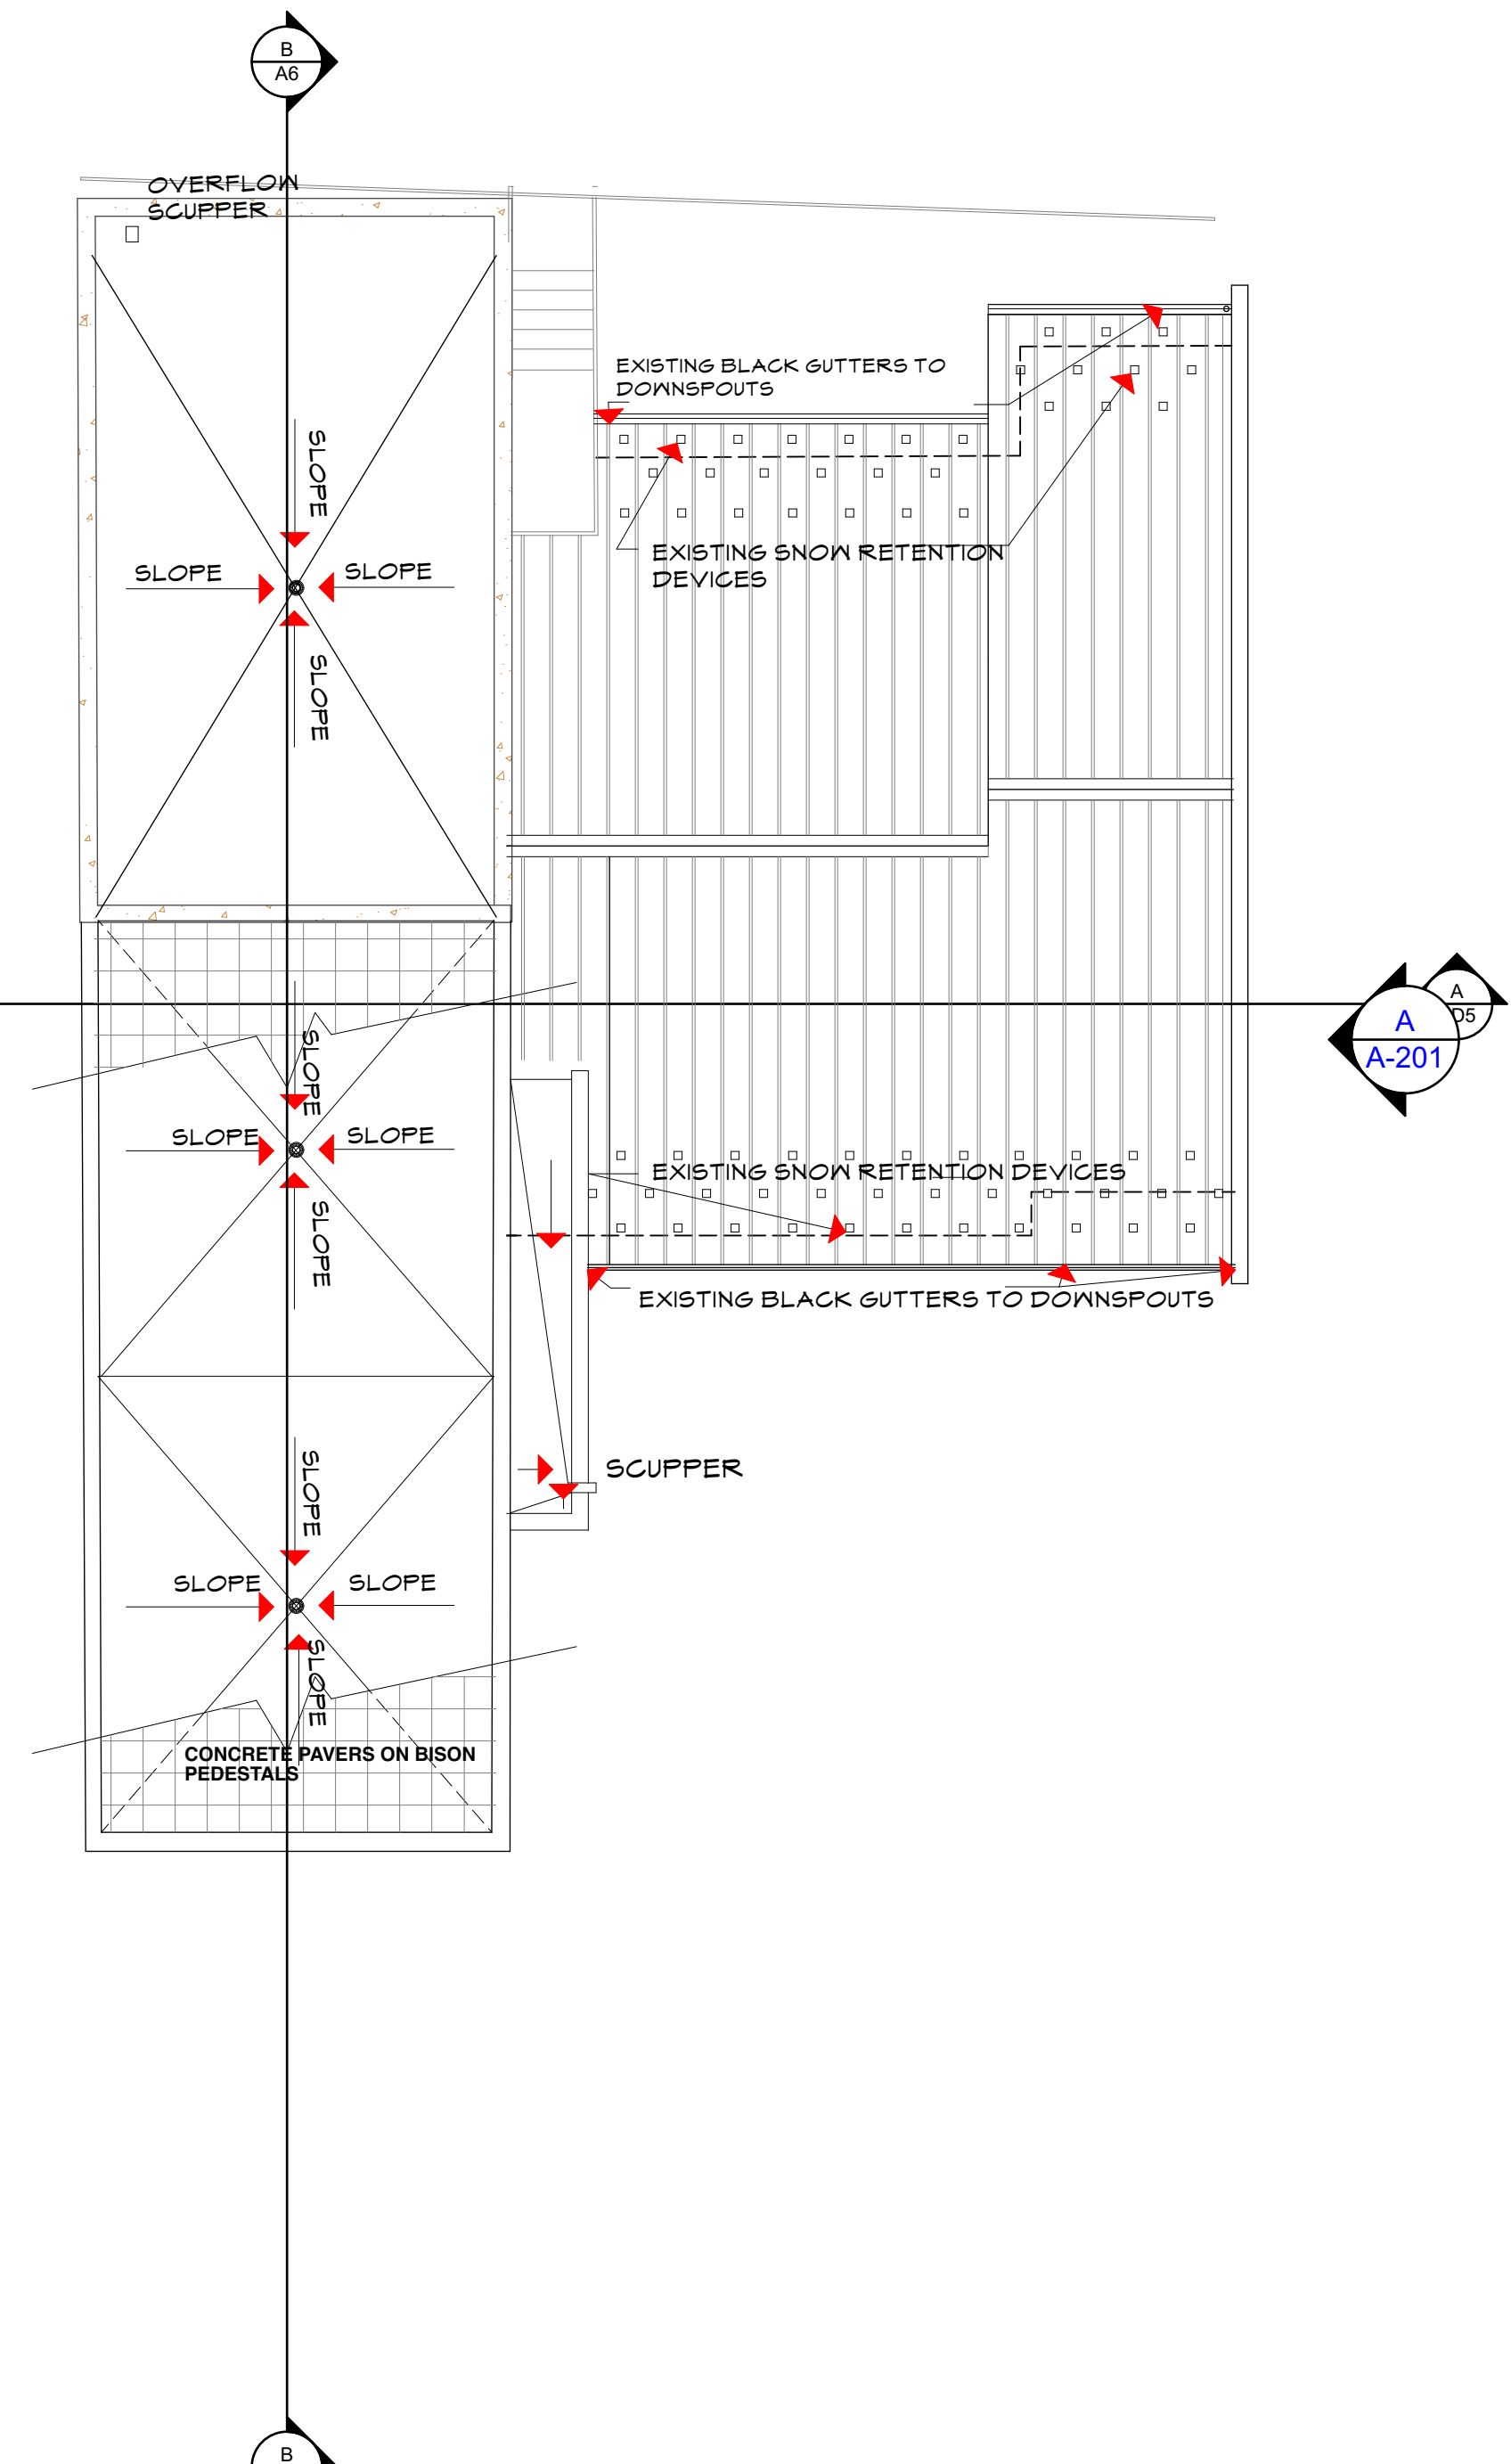 B
A6
OVERFLOW
SCUPPER
EXISTING BLACK GUTTERS TO
DOWNSPOUTS
SLOPE
SLOPE
SLOPE
SLOPE
EXISTING SNOW RETENTION
DEVICES
A
D5
A
A-201
SLOPE
SLOPE
SLOPE
SLOPE
EXISTING SNOW RETENTION DEVICES
EXISTING BLACK GUTTERS TO DOWNSPOUTS
SLOPE
SCUPPER
SLOPE
SLOPE
SLOPE
CONCRETE PAVERS ON BISON
PEDESTALS
B